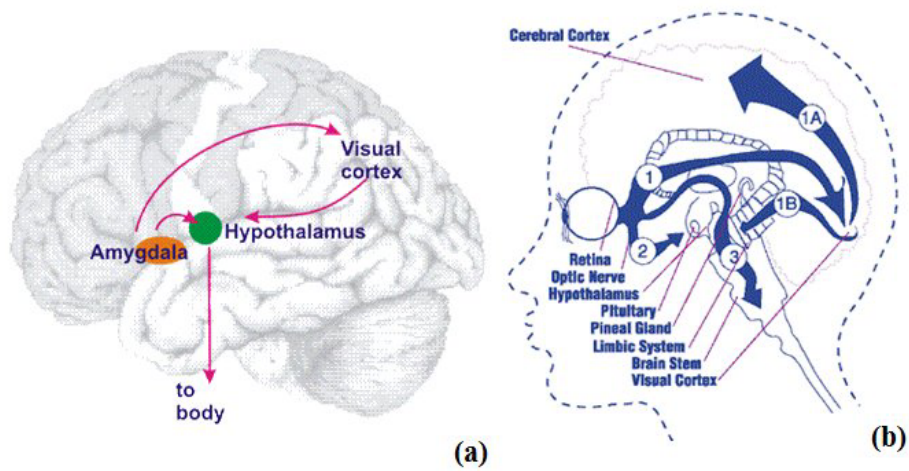 Visual
cortex
Amygdala
Hypothalamus
to
body
(a)
Cerebral Cortex
1A
1
1B
2
3
Retina
Optic Nerve
Hypothalamus
Pituitary
Pineal Gland
Limbic System
Brain Stem
Visual Cortex
(b)